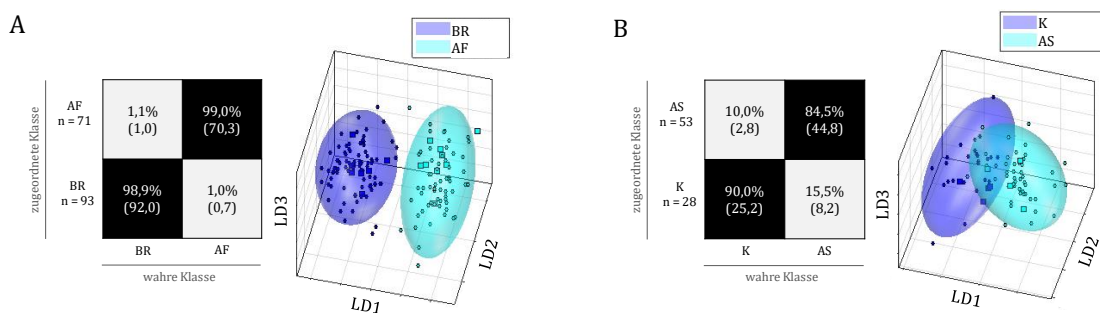 A
BR
AF
zugeordnete Klasse
AF
n = 71
BR
n = 93
1,1%
(1,0)
99,0%
(70,3)
98,9%
(92,0)
1,0%
(0,7)
BR
AF
wahre Klasse
LD3
LD1
LD2
B
K
AS
zugeordnete Klasse
AS
n = 53
K
n = 28
10,0%
(2,8)
84,5%
(44,8)
90,0%
(25,2)
15,5%
(8,2)
K
AS
wahre Klasse
LD3
LD1
LD2